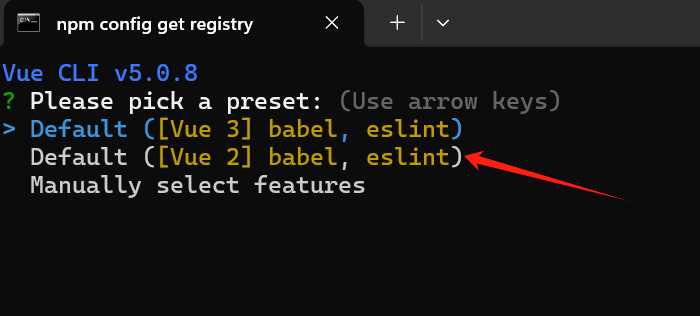 npm config get registry
Vue CLI v5.0.8
? Please pick a preset: (Use arrow keys)
> Default ([Vue 3] babel, eslint)
Default ([Vue 2] babel, eslint)
Manually select features